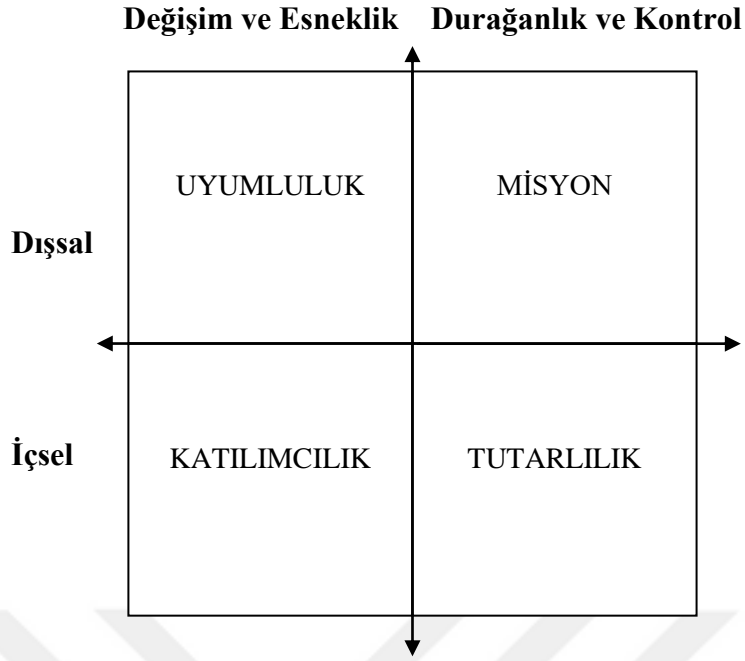 Değişim ve Esneklik Durağanlık ve Kontrol
UYUMLULUK MİSYON
Dışsal
İçsel
KATILIMCILIK TUTARLILIK